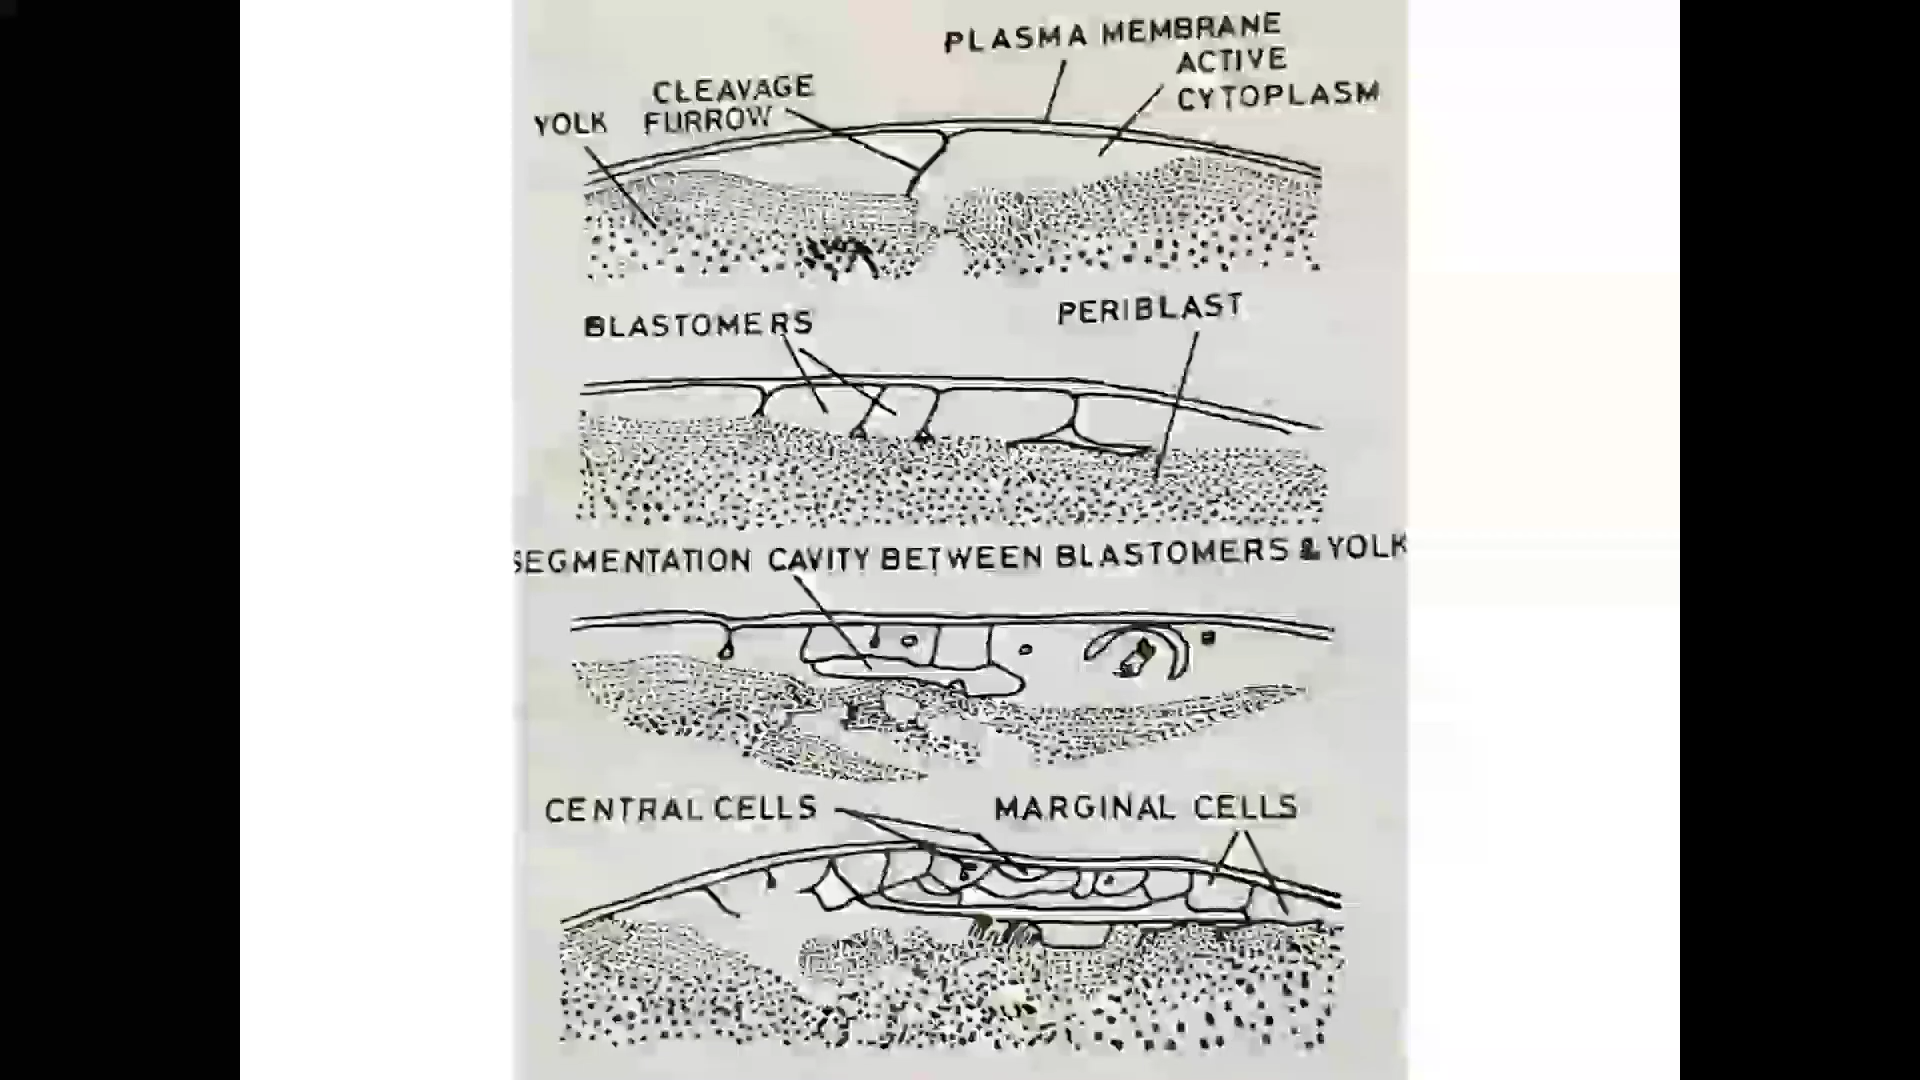 PLASMA MEMBRANE
ACTIVE
CYTOPLASM
CLEAVAGE
FURROW
YOLK
BLASTOMERS
PERIBLAST
SEGMENTATION CAVITY BETWEEN BLASTOMERS & YOLK
CENTRAL CELLS
MARGINAL CELLS